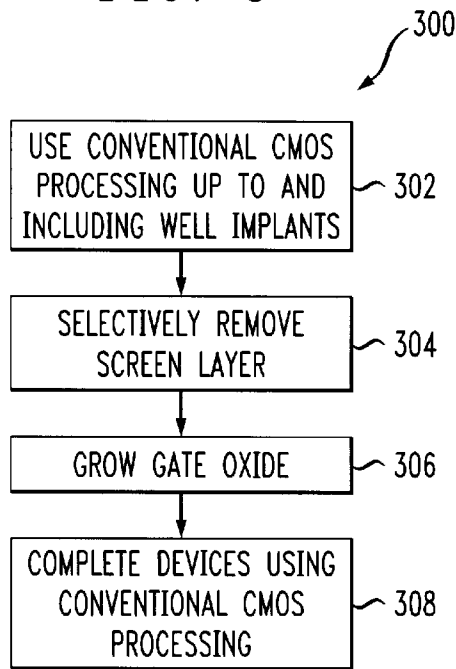 300
USE CONVENTIONAL CMOS
PROCESSING UP TO AND
INCLUDING WELL IMPLANTS
302
SELECTIVELY REMOVE
SCREEN LAYER
304
GROW GATE OXIDE
306
COMPLETE DEVICES USING
CONVENTIONAL CMOS
PROCESSING
308